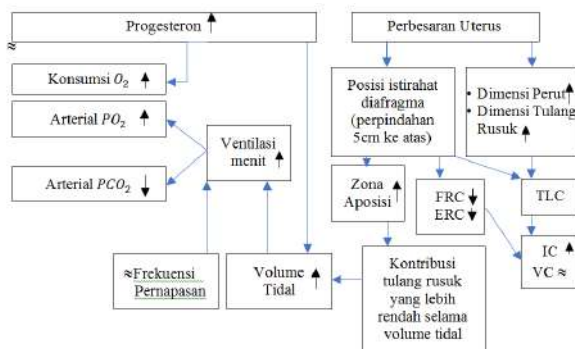 Progesteron ↑
≈
Perbesaran Uterus
Konsumsi O₂ ↑
Arterial PO₂ ↑
Arterial PCO₂ ↓
Ventilasi
menit ↑
Posisi istirahat
diafragma
(perpindahan
5cm ke atas)
• Dimensi Perut ↑
• Dimensi Tulang
Rusuk ↑
Zona
Aposisi ↑
FRC ↓
ERC ↓
TLC
IC ↑
VC ≈
≈Frekuensi
Pernapasan
Volume
Tidal ↑
Kontribusi
tulang rusuk
yang lebih
rendah selama
volume tidal